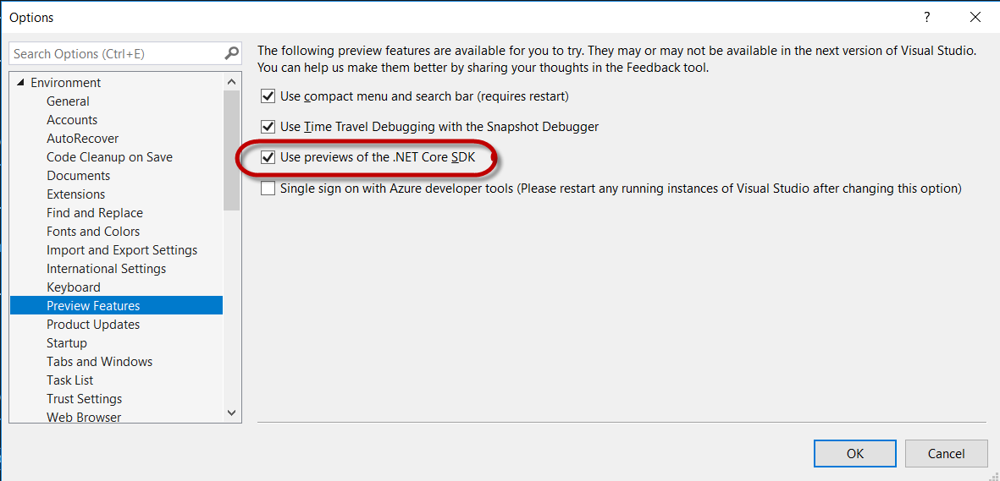 Options
?
Search Options (Ctrl+E)
Environment
General
Accounts
AutoRecover
Code Cleanup on Save
Documents
Extensions
Find and Replace
Fonts and Colors
Import and Export Settings
International Settings
Keyboard
Preview Features
Product Updates
Startup
Tabs and Windows
Task List
Trust Settings
Web Browser
The following preview features are available for you to try. They may or may not be available in the next version of Visual Studio.
You can help us make them better by sharing your thoughts in the Feedback tool.
Use compact menu and search bar (requires restart)
Use Time Travel Debugging with the Snapshot Debugger
Use previews of the .NET Core SDK
Single sign on with Azure developer tools (Please restart any running instances of Visual Studio after changing this option)
OK
Cancel